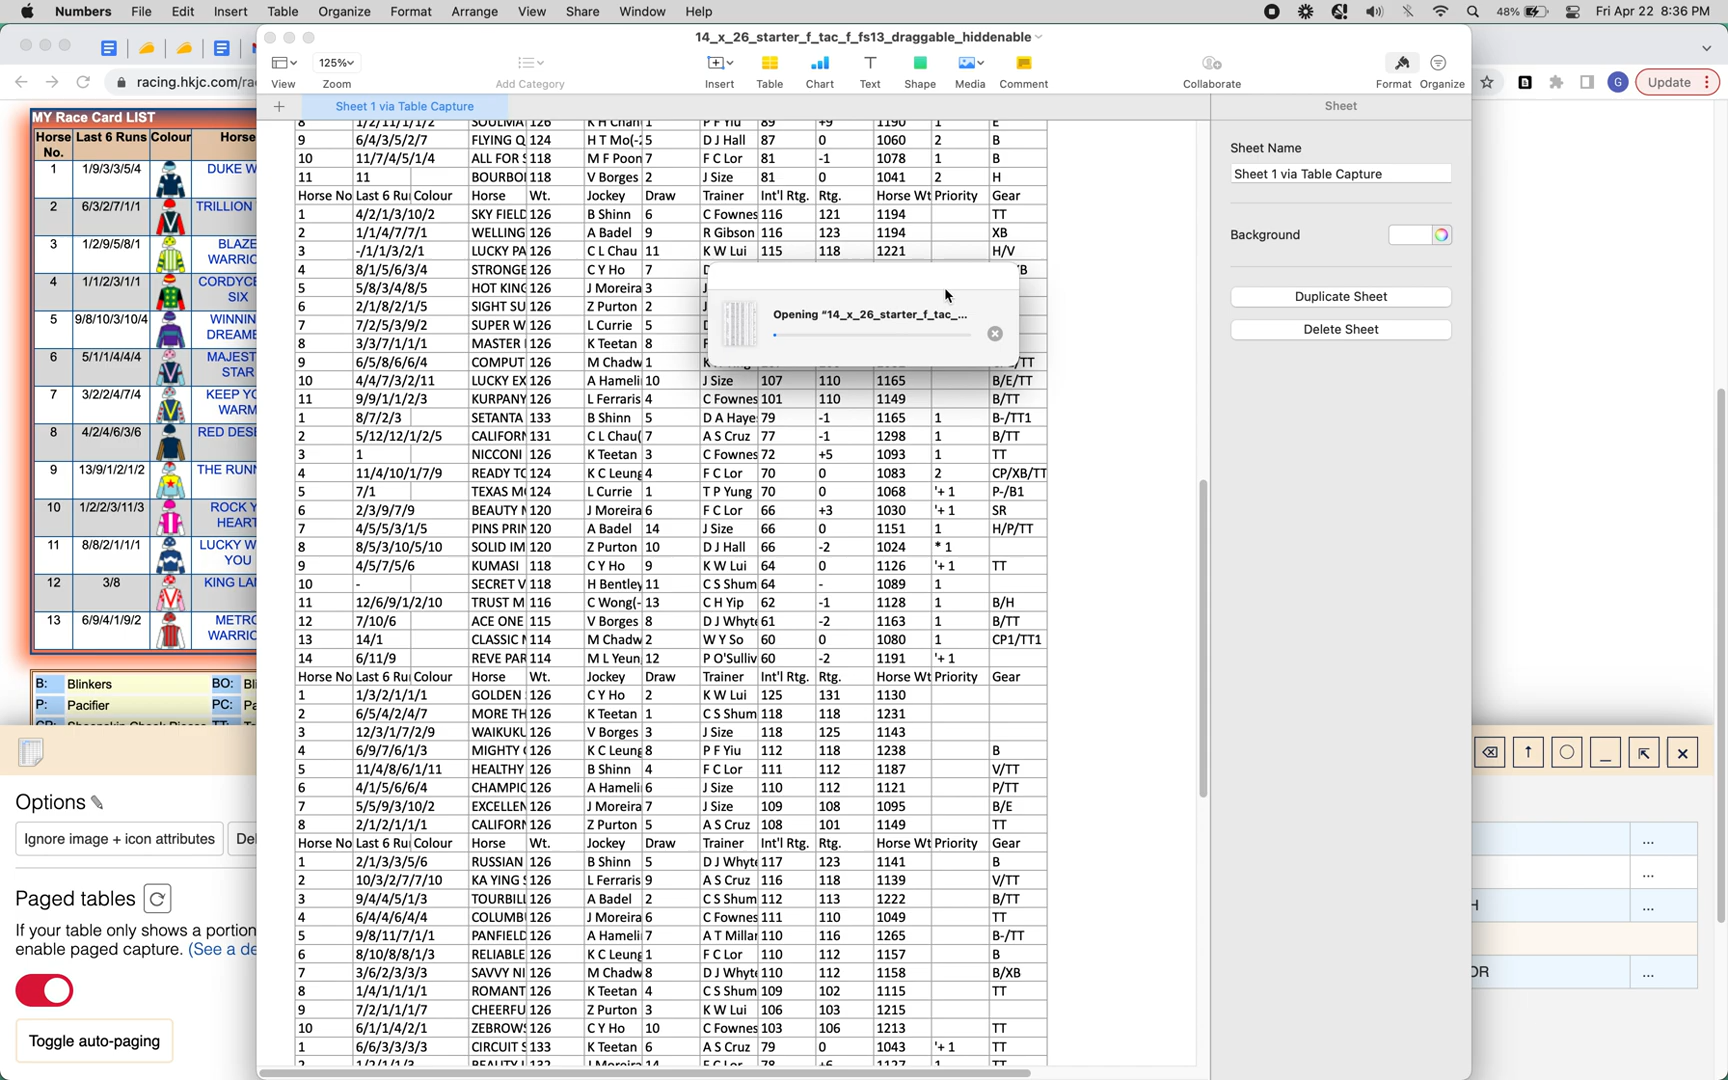 Numbers File Edit Insert Table Organize Format Arrange View Share Window Help 48% Fri Apr 22 8:36 PM
14_x_26_starter_f_tac_f_fs13_draggable_hiddenable
racing.hkjc.com/ra
125%
View Zoom Add Category Insert Table Chart Text Shape Media Comment Collaborate Format Organize
G Update
Sheet 1 via Table Capture
Sheet
Sheet Name
Sheet 1 via Table Capture
Background
Duplicate Sheet
Delete Sheet
MY Race Card LIST
Horse No. Last 6 Runs Colour Horse
1 1/9/3/3/5/4 DUKE W
2 6/3/2/7/1/1 TRILLION
3 1/2/9/5/8/1 BLAZE WARRIO
4 1/1/2/3/1/1 CORDYCE SIX
5 9/8/10/3/10/4 WINNIN DREAME
6 5/1/1/4/4/4 MAJEST STAR
7 3/2/2/4/7/4 KEEP YO WARM
8 4/2/4/6/3/6 RED DESE
9 13/9/1/2/1/2 THE RUNN
10 1/2/2/3/11/3 ROCK Y HEART
11 8/8/2/1/1/1 LUCKY W YOU
12 3/8 KING LAN
13 6/9/4/1/9/2 METRO WARRIO
B: Blinkers BO: Bli
P: Pacifier PC: Pa
8 1/2/11/1/1/2 SOULMA 126 K H Chan 1 P F Yiu 89 +9 1190 1 E
9 6/4/3/5/2/7 FLYING Q 124 H T Mo(-2 5 D J Hall 87 0 1060 2 B
10 11/7/4/5/1/4 ALL FOR S 118 M F Poon 7 F C Lor 81 -1 1078 1 B
11 11 BOURBO 118 V Borges 2 J Size 81 0 1041 2 H
Horse No Last 6 Ru Colour Horse Wt. Jockey Draw Trainer Int'l Rtg. Rtg. Horse Wt Priority Gear
1 4/2/1/3/10/2 SKY FIELD 126 B Shinn 6 C Fownes 116 121 1194 TT
2 1/1/4/7/7/1 WELLING 126 A Badel 9 R Gibson 116 123 1194 XB
3 -/1/1/3/2/1 LUCKY PA 126 C L Chau 11 K W Lui 115 118 1221 H/V
4 8/1/5/6/3/4 STRONGE 126 C Y Ho 7
5 5/8/3/4/8/5 HOT KING 126 J Moreira 3
6 2/1/8/2/1/5 SIGHT SU 126 Z Purton 2
7 7/2/5/3/9/2 SUPER W 126 L Currie 5
8 3/3/7/1/1/1 MASTER 126 K Teetan 8
9 6/5/8/6/6/4 COMPUT 126 M Chadw 1
10 4/4/7/3/2/11 LUCKY EX 126 A Hameli 10 J Size 107 110 1165 B/E/TT
11 9/9/1/1/2/3 KURPANY 126 L Ferraris 4 C Fownes 101 110 1149 B/TT
Opening “14_x_26_starter_f_tac_...
1 8/7/2/3 SETANTA 133 B Shinn 5 D A Haye 79 -1 1165 1 B-/TT1
2 5/12/12/1/2/5 CALIFORN 131 C L Chau( 7 A S Cruz 77 -1 1298 1 B/TT
3 1 NICCONI 126 K Teetan 3 C Fownes 72 +5 1093 1 TT
4 11/4/10/1/7/9 READY TO 124 K C Leung 4 F C Lor 70 0 1083 2 CP/XB/TT
5 7/1 TEXAS M 124 L Currie 1 T P Yung 70 0 1068 '+ 1 P-/B1
6 2/3/9/7/9 BEAUTY 120 J Moreira 6 F C Lor 66 +3 1030 '+ 1 SR
7 4/5/5/3/1/5 PINS PRIN 120 A Badel 14 J Size 66 0 1151 1 H/P/TT
8 8/5/3/10/5/10 SOLID IM 120 Z Purton 10 D J Hall 66 -2 1024 * 1
9 4/5/7/5/6 KUMASI 118 C Y Ho 9 K W Lui 64 0 1126 '+ 1 TT
10 - SECRET V 118 H Bentley 11 C S Shum 64 - 1089 1
11 12/6/9/1/2/10 TRUST M 116 C Wong(- 13 C H Yip 62 -1 1128 1 B/H
12 7/10/6 ACE ONE 115 V Borges 8 D J Whyte 61 -2 1163 1 B/TT
13 14/1 CLASSIC 114 M Chadw 2 W Y So 60 0 1080 1 CP1/TT1
14 6/11/9 REVE PAR 114 M L Yeun 12 P O'Sulliv 60 -2 1191 '+ 1
Horse No Last 6 Ru Colour Horse Wt. Jockey Draw Trainer Int'l Rtg. Rtg. Horse Wt Priority Gear
1 1/3/2/1/1/1 GOLDEN 126 C Y Ho 2 K W Lui 125 131 1130
2 6/5/4/2/4/7 MORE TH 126 K Teetan 1 C S Shum 118 118 1231
3 12/3/1/7/2/9 WAIKUKU 126 V Borges 3 J Size 118 125 1143
4 6/9/7/6/1/3 MIGHTY 126 K C Leung 8 P F Yiu 112 118 1238 B
5 11/4/8/6/1/11 HEALTHY 126 B Shinn 4 F C Lor 111 112 1187 V/TT
6 4/1/5/6/6/4 CHAMPIC 126 A Hameli 6 J Size 110 112 1121 P/TT
7 5/5/9/3/10/2 EXCELLEN 126 J Moreira 7 J Size 109 108 1095 B/E
8 2/1/2/1/1/1 CALIFORN 126 Z Purton 5 A S Cruz 108 101 1149 TT
Horse No Last 6 Ru Colour Horse Wt. Jockey Draw Trainer Int'l Rtg. Rtg. Horse Wt Priority Gear
1 2/1/3/3/5/6 RUSSIAN 126 B Shinn 5 D J Whyte 117 123 1141 B
2 10/3/2/7/7/10 KA YING 126 L Ferraris 9 A S Cruz 116 118 1139 V/TT
3 9/4/4/5/1/3 TOURBILL 126 A Badel 2 C S Shum 112 113 1222 B/TT
4 6/4/4/6/4/4 COLUMB 126 J Moreira 6 C Fownes 111 110 1049 TT
5 9/8/11/7/1/1 PANFIELD 126 A Hameli 7 A T Millar 110 116 1265 B-/TT
6 8/10/8/8/1/3 RELIABLE 126 K C Leung 1 F C Lor 110 112 1157 B
7 3/6/2/3/3/3 SAVVY NI 126 M Chadw 8 D J Whyte 110 112 1158 B/XB
8 1/4/1/1/1/1 ROMANT 126 K Teetan 4 C S Shum 109 102 1115 TT
9 7/2/1/1/1/7 CHEERFU 126 Z Purton 3 K W Lui 106 103 1215
10 6/1/1/4/2/1 ZEBROWS 126 C Y Ho 10 C Fownes 103 106 1213 TT
1 6/6/3/3/3/3 CIRCUIT S 133 K Teetan 6 A S Cruz 79 0 1043 '+ 1 TT
Options
Ignore image + icon attributes Del
Paged tables
If your table only shows a portion
enable paged capture. (See a de
Toggle auto-paging
...
...
H ...
OR ...